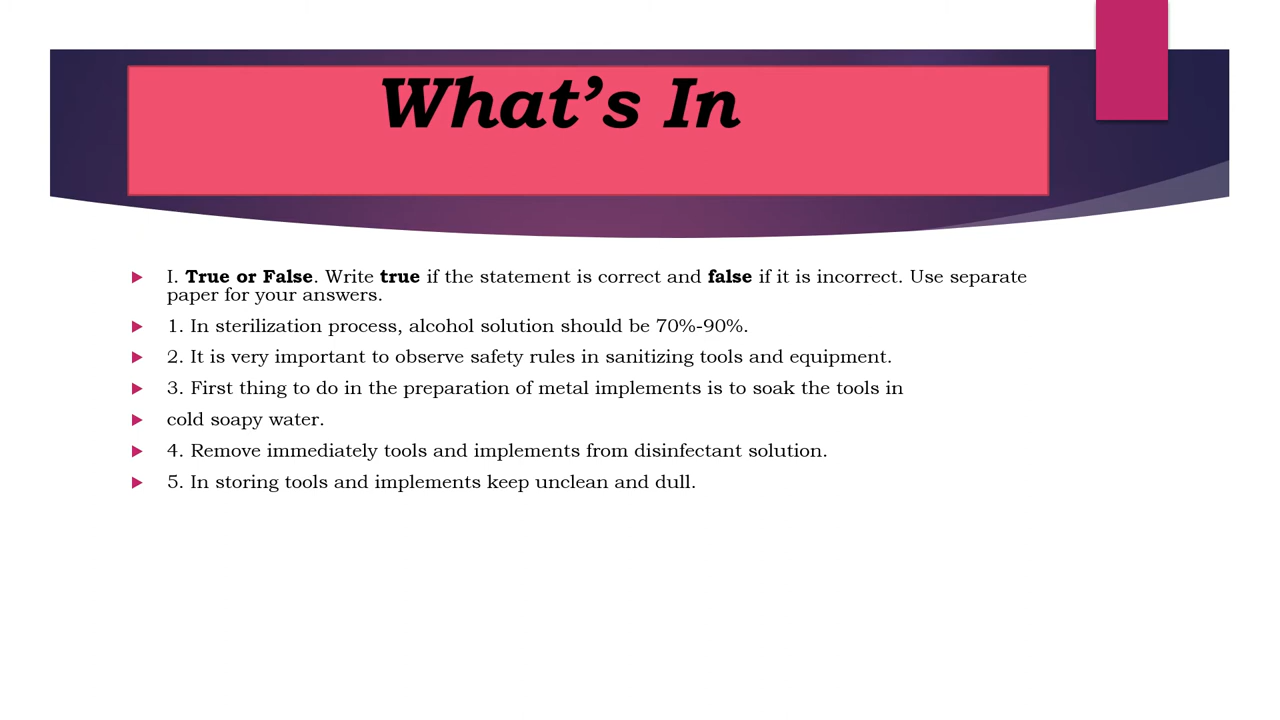 What’s In
I. True or False. Write true if the statement is correct and false if it is incorrect. Use separate
paper for your answers.
1. In sterilization process, alcohol solution should be 70%-90%.
2. It is very important to observe safety rules in sanitizing tools and equipment.
3. First thing to do in the preparation of metal implements is to soak the tools in
cold soapy water.
4. Remove immediately tools and implements from disinfectant solution.
5. In storing tools and implements keep unclean and dull.